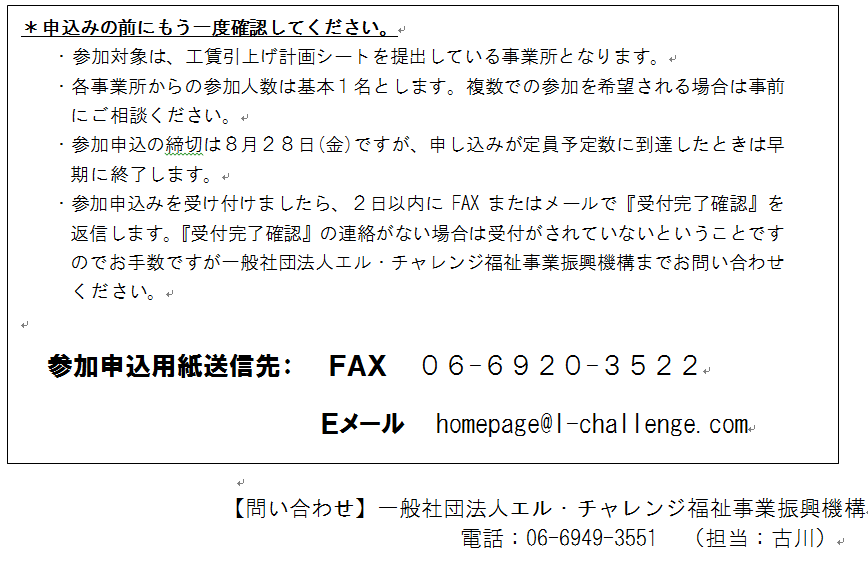 ＊申込みの前にもう一度確認してください。
・参加対象は、工賃引上げ計画シートを提出している事業所となります。
・各事業所からの参加人数は基本１名とします。複数での参加を希望される場合は事前
にご相談ください。
・参加申込の締切は８月２８日(金)ですが、申し込みが定員予定数に到達したときは早
期に終了します。
・参加申込みを受け付けましたら、２日以内に FAX またはメールで『受付完了確認』を
返信します。『受付完了確認』の連絡がない場合は受付がされていないということです
のでお手数ですが一般社団法人エル・チャレンジ福祉事業振興機構までお問い合わせ
ください。
参加申込用紙送信先： FAX ０６-６９２０-３５２２
Eメール homepage@l-challenge.com
【問い合わせ】一般社団法人エル・チャレンジ福祉事業振興機構
電話：06-6949-3551 （担当：古川）